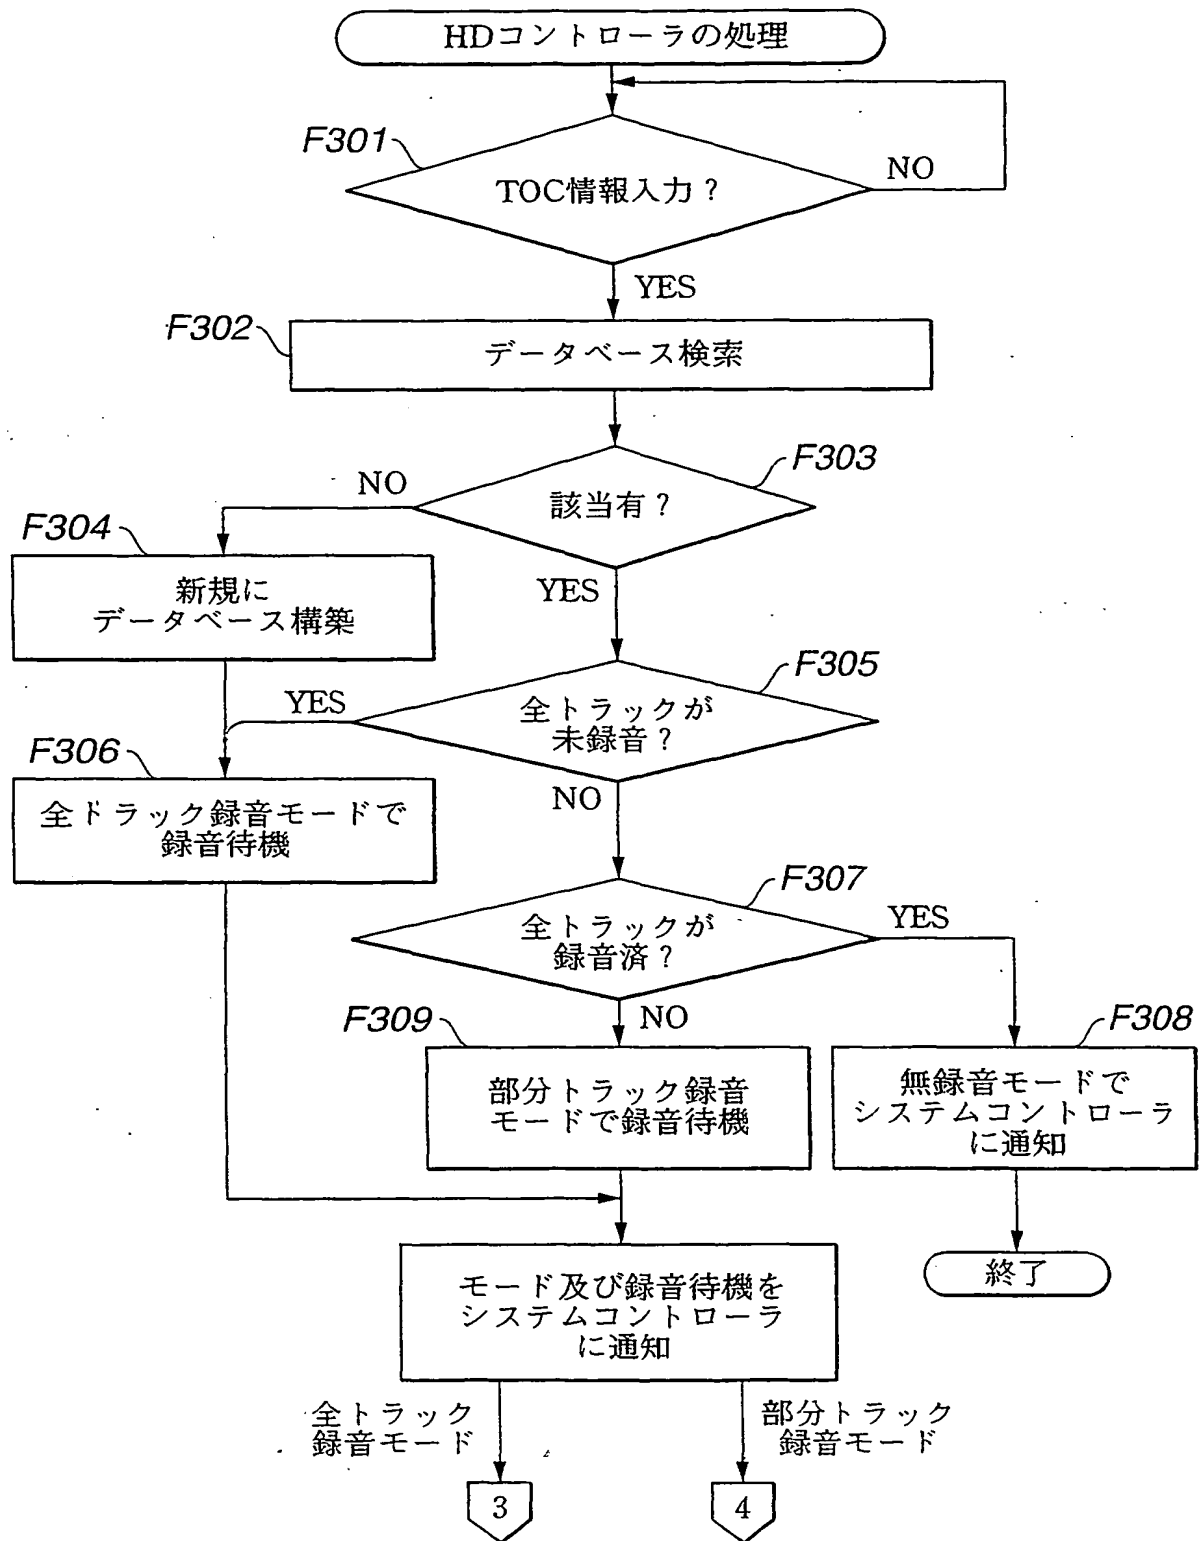 HDコントローラの処理
F301
TOC情報入力？
NO
YES
F302
データベース検索
F303
該当有？
NO
YES
F304
新規に
データベース構築
F305
全トラックが
未録音？
YES
NO
F306
全トラック録音モードで
録音待機
F307
全トラックが
録音済？
YES
NO
F309
部分トラック録音
モードで録音待機
F308
無録音モードで
システムコントローラ
に通知
終了
モード及び録音待機を
システムコントローラ
に通知
全トラック
録音モード
部分トラック
録音モード
3
4